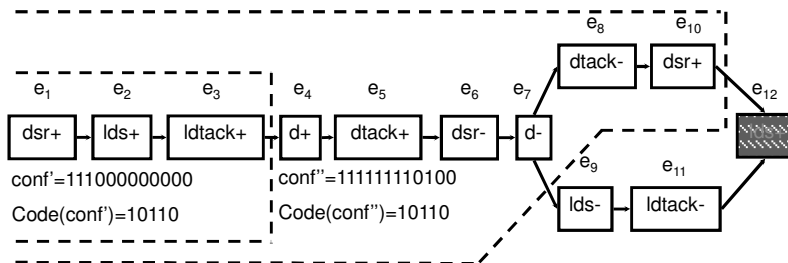 e8 e10
dtack- dsr+
e1 e2 e3 e4 e5 e6 e7 e12
dsr+ lds+ ldtack+ d+ dtack+ dsr- d- lds+
conf'=111000000000 conf''=111111110100
Code(conf')=10110 Code(conf'')=10110
e9 e11
lds- ldtack-